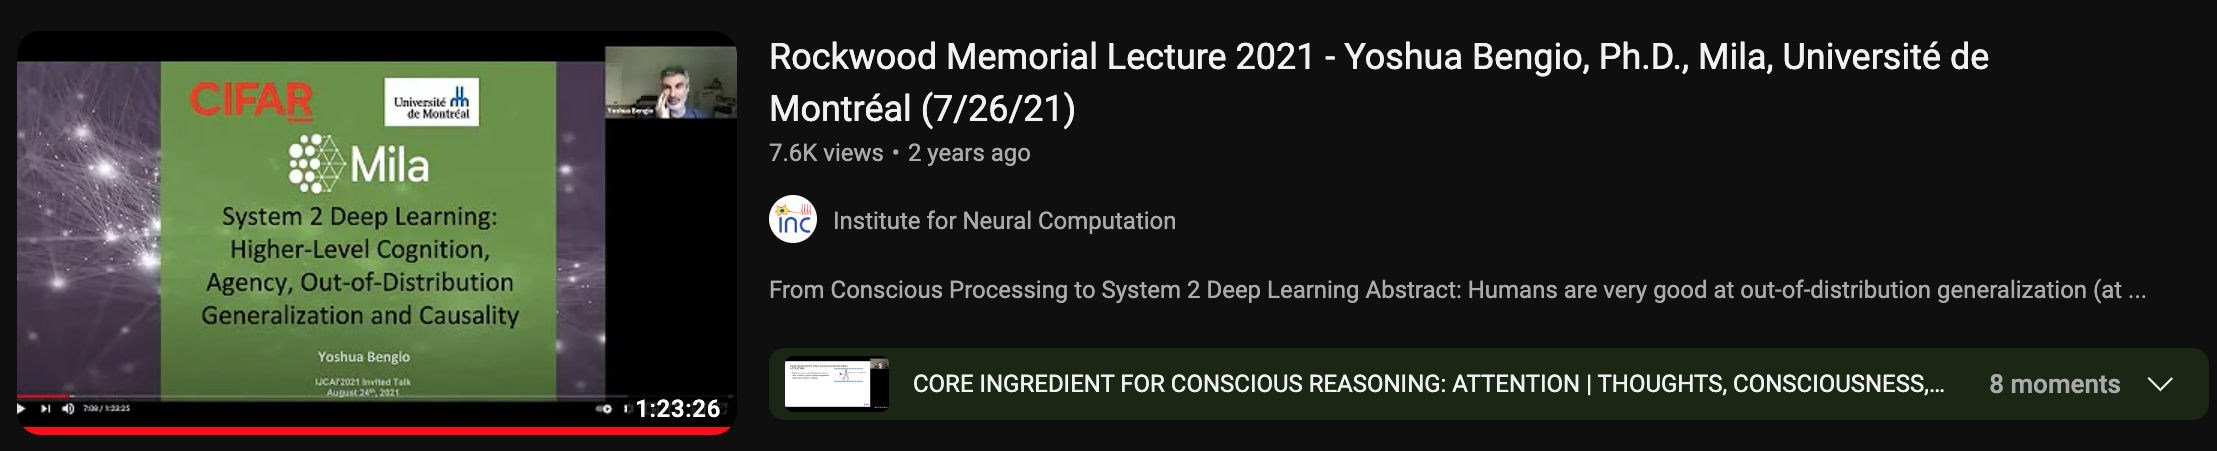 CIFAR
Université
de Montréal
Mila
System 2 Deep Learning:
Higher-Level Cognition,
Agency, Out-of-Distribution
Generalization and Causality
Yoshua Bengio
IJCAI'2021 Invited Talk
August 24th, 2021
Yoshua Bengio
7:08 / 1:23:25
1:23:26
Rockwood Memorial Lecture 2021 - Yoshua Bengio, Ph.D., Mila, Université de
Montréal (7/26/21)
7.6K views • 2 years ago
inc
Institute for Neural Computation
From Conscious Processing to System 2 Deep Learning Abstract: Humans are very good at out-of-distribution generalization (at ...
CORE INGREDIENT FOR CONSCIOUS REASONING: ATTENTION | THOUGHTS, CONSCIOUSNESS,...
8 moments